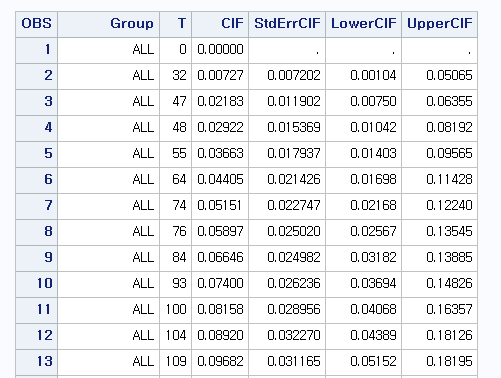 OBS Group T CIF StdErrCIF LowerCIF UpperCIF
1 ALL 0 0.00000 . . .
2 ALL 32 0.00727 0.007202 0.00104 0.05065
3 ALL 47 0.02183 0.011902 0.00750 0.06355
4 ALL 48 0.02922 0.015369 0.01042 0.08192
5 ALL 55 0.03663 0.017937 0.01403 0.09565
6 ALL 64 0.04405 0.021426 0.01698 0.11428
7 ALL 74 0.05151 0.022747 0.02168 0.12240
8 ALL 76 0.05897 0.025020 0.02567 0.13545
9 ALL 84 0.06646 0.024982 0.03182 0.13885
10 ALL 93 0.07400 0.026236 0.03694 0.14826
11 ALL 100 0.08158 0.028956 0.04068 0.16357
12 ALL 104 0.08920 0.032270 0.04389 0.18126
13 ALL 109 0.09682 0.031165 0.05152 0.18195